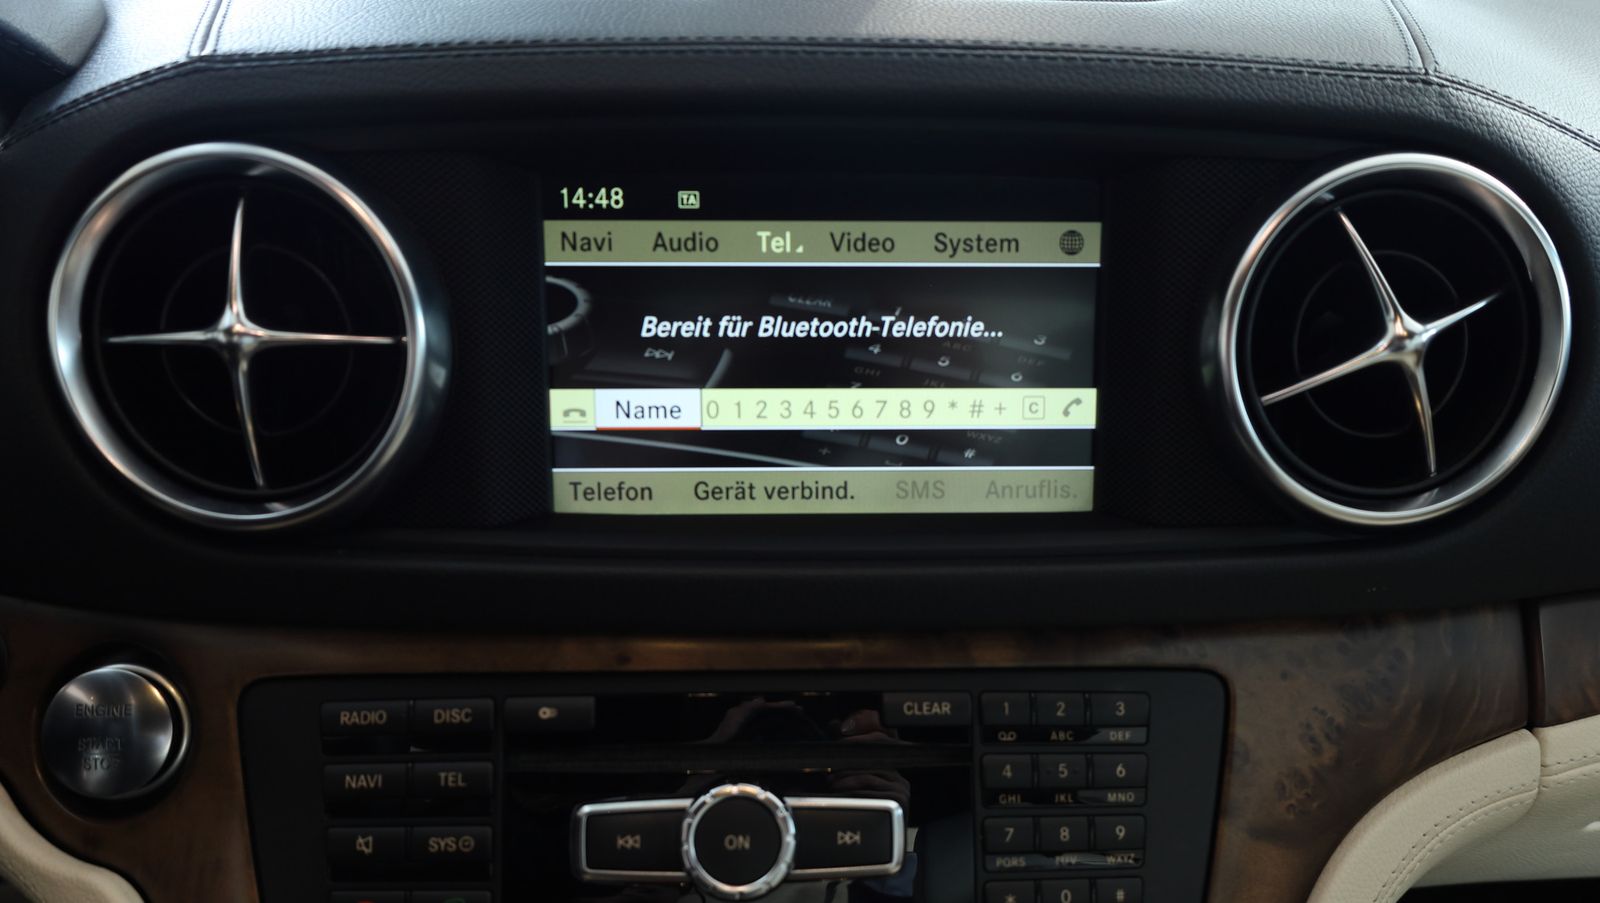 14:48 TA
Navi Audio Tel Video System
CLEAR
Bereit für Bluetooth-Telefonie...
Name 0 1 2 3 4 5 6 7 8 9 * # + C
Telefon Gerät verbind. SMS Anruflis.
ENGINE
START
STOP
RADIO DISC CLEAR 1 2 3
ABC DEF
NAVI TEL 4 5 6
GHI JKL MNO
SYS 7 8 9
PQRS TUV WXYZ
ON
* 0 #